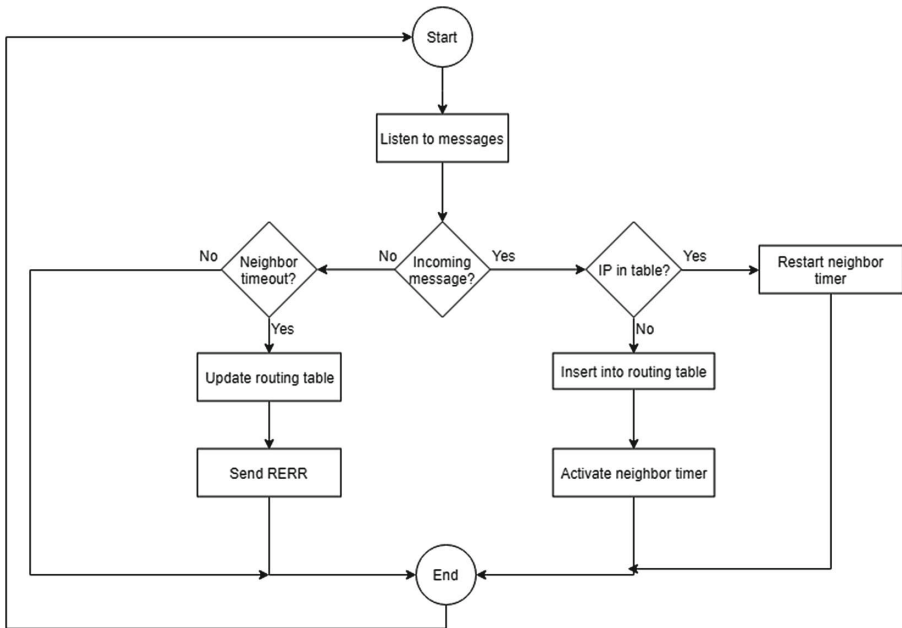 Start
Listen to messages
No
Neighbor
timeout?
No
Incoming
message?
Yes
IP in table?
Yes
Restart neighbor
timer
Yes
No
Update routing table
Insert into routing table
Send RERR
Activate neighbor timer
End